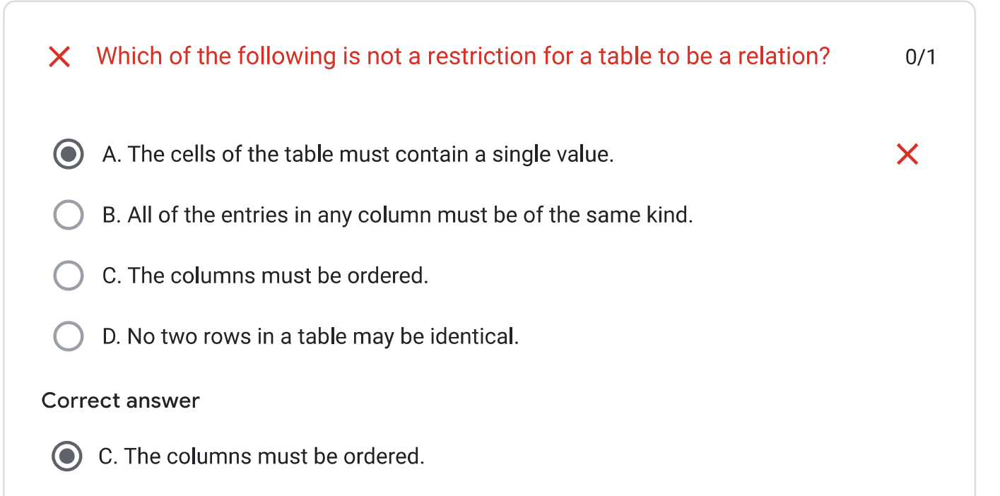 Which of the following is not a restriction for a table to be a relation? 0/1
A. The cells of the table must contain a single value.
B. All of the entries in any column must be of the same kind.
C. The columns must be ordered.
D. No two rows in a table may be identical.
Correct answer
C. The columns must be ordered.